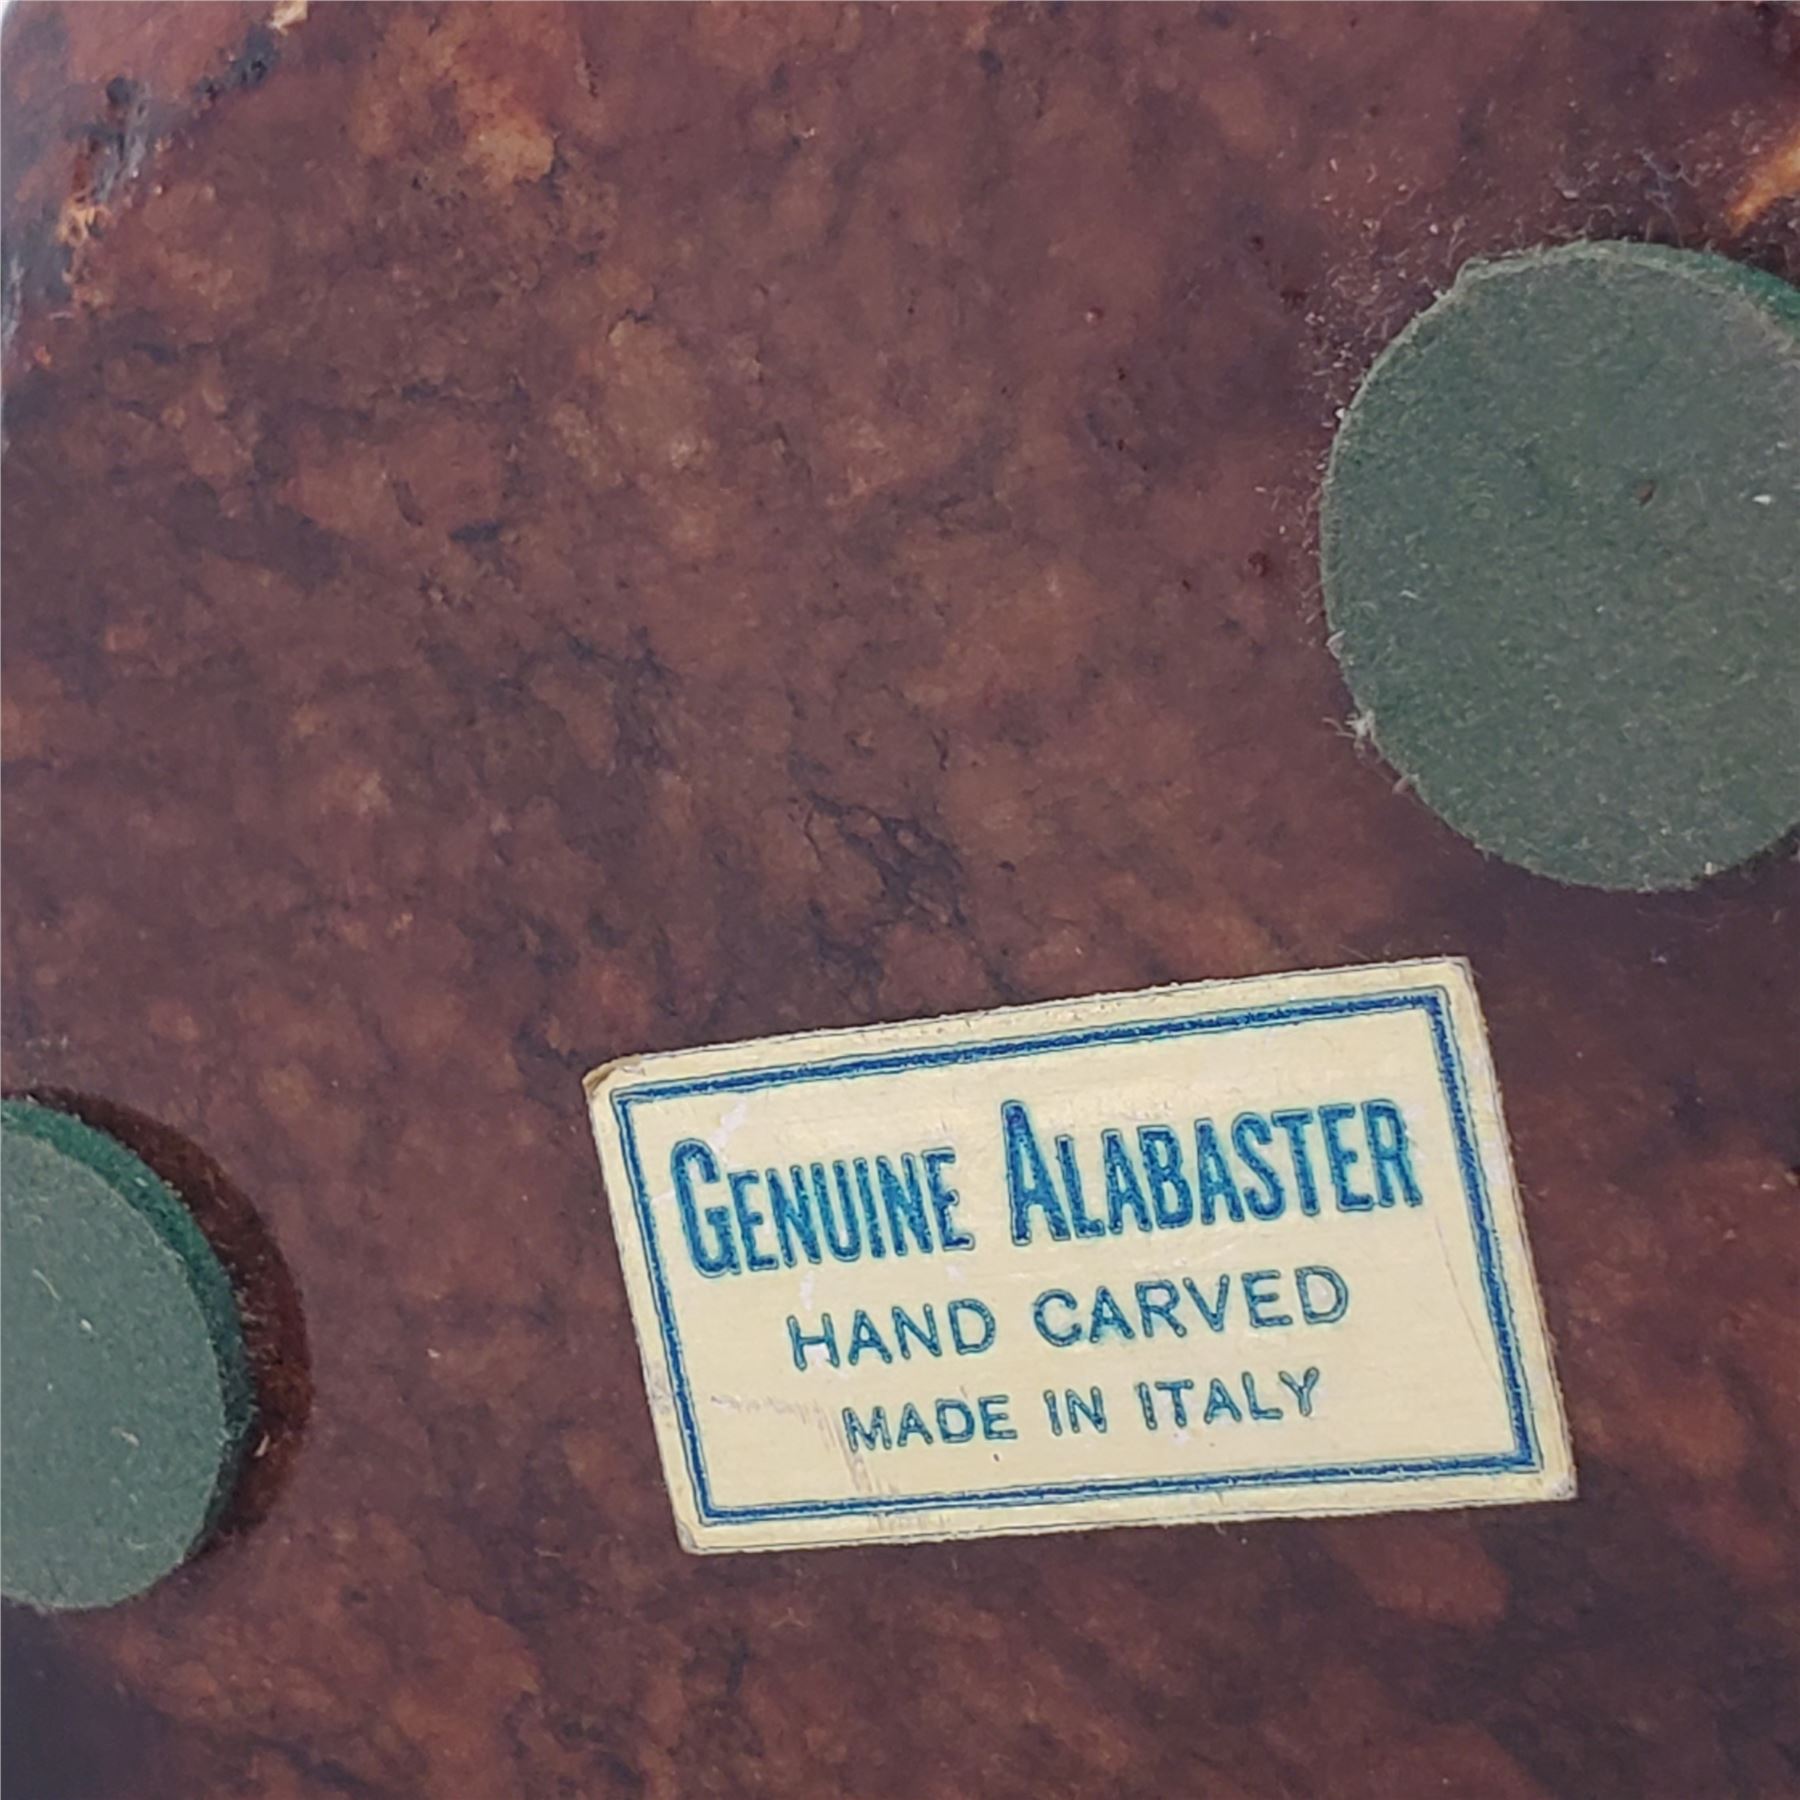 GENUINE ALABASTER
HAND CARVED
MADE IN ITALY